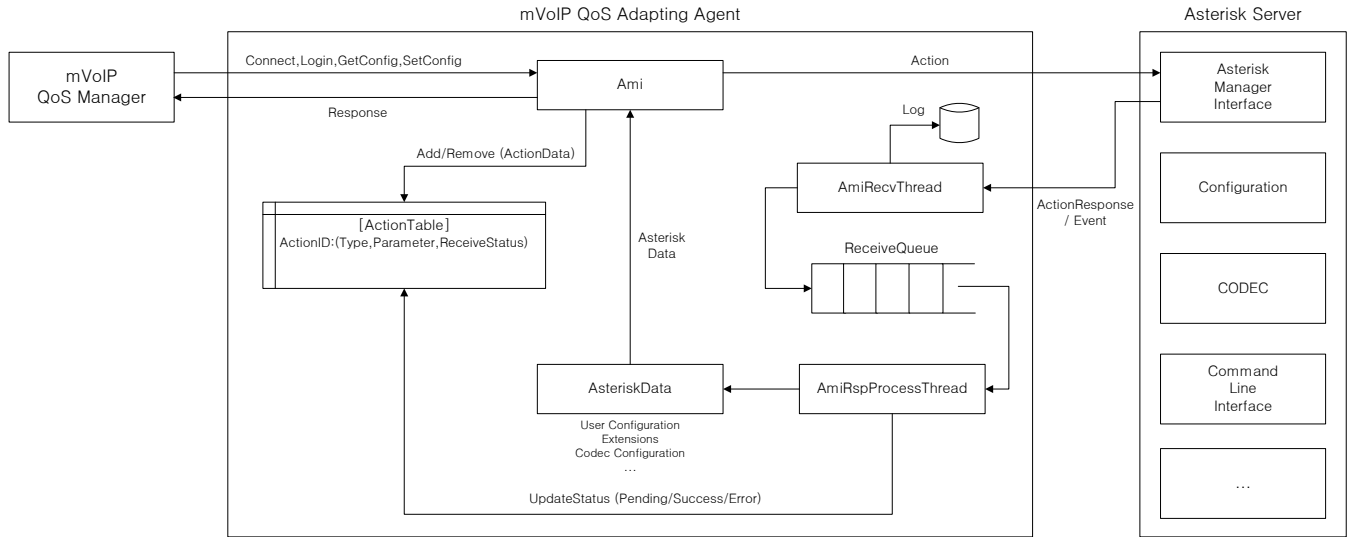 mVoIP QoS Adapting Agent
Asterisk Server
mVoIP
QoS Manager
Connect,Login,GetConfig,SetConfig
Response
Ami
Action
Asterisk
Manager
Interface
Log
Add/Remove (ActionData)
AmiRecvThread
ActionResponse
/ Event
Configuration
[ActionTable]
ActionID:(Type,Parameter,ReceiveStatus)
Asterisk
Data
ReceiveQueue
CODEC
AsteriskData
AmiRspProcessThread
User Configuration
Extensions
Codec Configuration
...
Command
Line
Interface
UpdateStatus (Pending/Success/Error)
...